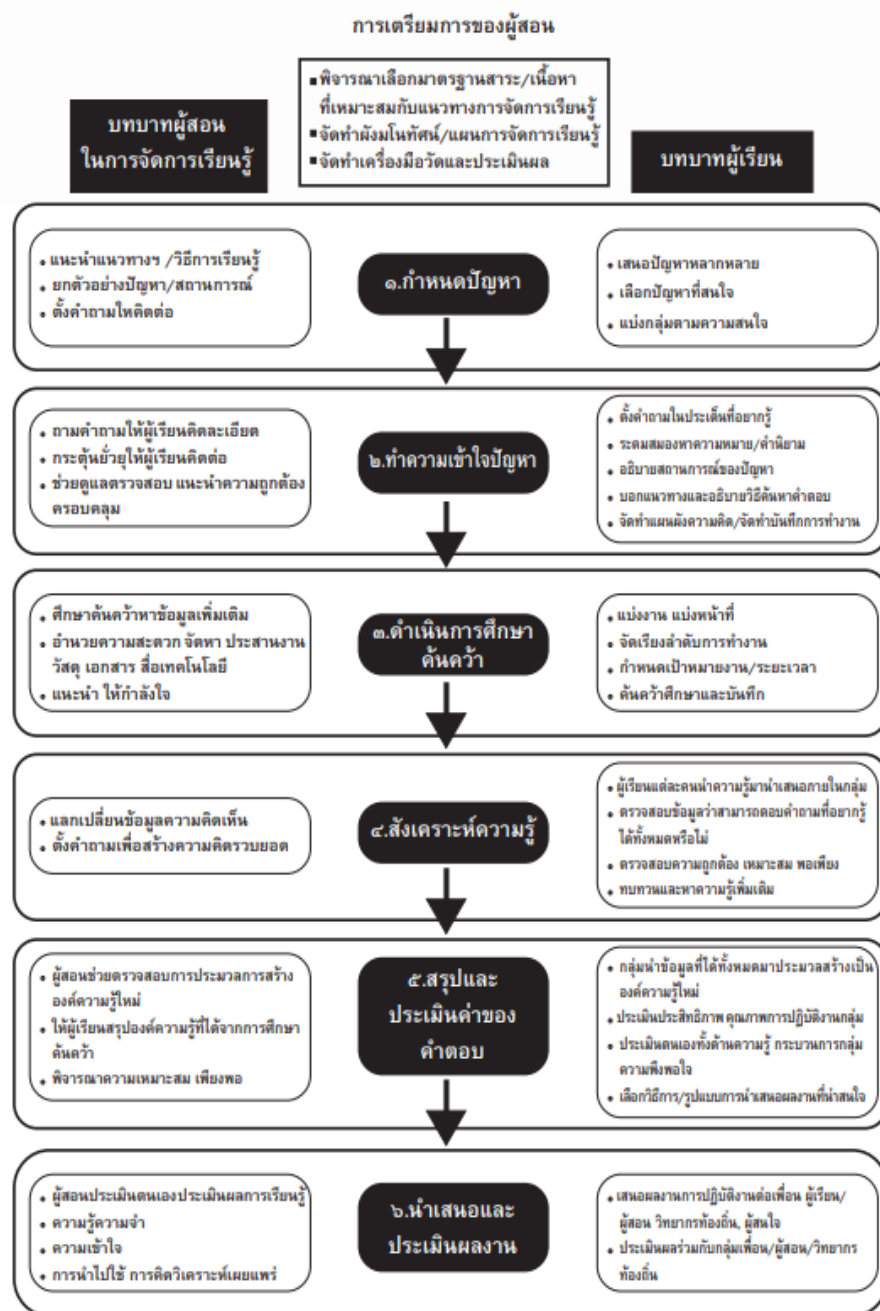 การเตรียมการของผู้สอน
▪พิจารณาเลือกมาตรฐานสาระ/เนื้อหา
ที่เหมาะสมกับแนวทางการจัดการเรียนรู้
▪จัดทำผังมโนทัศน์/แผนการจัดการเรียนรู้
▪จัดทำเครื่องมือวัดและประเมินผล
บทบาทผู้สอน
ในการจัดการเรียนรู้
บทบาทผู้เรียน
• แนะนำแนวทางฯ /วิธีการเรียนรู้
• ยกตัวอย่างปัญหา/สถานการณ์
• ตั้งคำถามใหคิดต่อ
๑.กำหนดปัญหา
• เสนอปัญหาหลากหลาย
• เลือกปัญหาที่สนใจ
• แบ่งกลุ่มตามความสนใจ
• ถามคำถามให้ผู้เรียนคิดละเอียด
• กระตุ้นยั่วยุให้ผู้เรียนคิดต่อ
• ช่วยดูแลตรวจสอบ แนะนำความถูกต้อง
ครอบคลุม
๒.ทำความเข้าใจปัญหา
• ตั้งคำถามในประเด็นที่อยากรู้
• ระดมสมองหาความหมาย/คำนิยาม
• อธิบายสถานการณ์ของปัญหา
• บอกแนวทางและอธิบายวิธีค้นหาคำตอบ
• จัดทำแผนผังความคิด/จัดทำบันทึกการทำงาน
• ศึกษาค้นคว้าหาข้อมูลเพิ่มเติม
• อำนวยความสะดวก จัดหา ประสานงาน
วัสดุ เอกสาร สื่อเทคโนโลยี
• แนะนำ ให้กำลังใจ
๓.ดำเนินการศึกษา
ค้นคว้า
• แบ่งงาน แบ่งหน้าที่
• จัดเรียงลำดับการทำงาน
• กำหนดเป้าหมายงาน/ระยะเวลา
• ค้นคว้าศึกษาและบันทึก
• แลกเปลี่ยนข้อมูลความคิดเห็น
• ตั้งคำถามเพื่อสร้างความคิดรวบยอด
๔.สังเคราะห์ความรู้
• ผู้เรียนแต่ละคนนำความรู้มานำเสนอภายในกลุ่ม
• ตรวจสอบข้อมูลว่าสามารถตอบคำถามที่อยากรู้
ได้ทั้งหมดหรือไม่
• ตรวจสอบความถูกต้อง เหมาะสม พอเพียง
• ทบทวนและหาความรู้เพิ่มเติม
• ผู้สอนช่วยตรวจสอบการประมวลการสร้าง
องค์ความรู้ใหม่
• ให้ผู้เรียนสรุปองค์ความรู้ที่ได้จากการศึกษา
ค้นคว้า
• พิจารณาความเหมาะสม เพียงพอ
๕.สรุปและ
ประเมินค่าของ
คำตอบ
• กลุ่มนำข้อมูลที่ได้ทั้งหมดมาประมวลสร้างเป็น
องค์ความรู้ใหม่
• ประเมินประสิทธิภาพ คุณภาพการปฏิบัติงานกลุ่ม
• ประเมินตนเองทั้งด้านความรู้ กระบวนการกลุ่ม
ความพึงพอใจ
• เลือกวิธีการ/รูปแบบการนำเสนอผลงานที่น่าสนใจ
• ผู้สอนประเมินตนเองประเมินผลการเรียนรู้
• ความรู้ความจำ
• ความเข้าใจ
• การนำไปใช้ การคิดวิเคราะห์เผยแพร่
๖.นำเสนอและ
ประเมินผลงาน
• เสนอผลงานการปฏิบัติงานต่อเพื่อน ผู้เรียน/
ผู้สอน วิทยากรท้องถิ่น, ผู้สนใจ
• ประเมินผลร่วมกับกลุ่มเพื่อน/ผู้สอน/วิทยากร
ท้องถิ่น